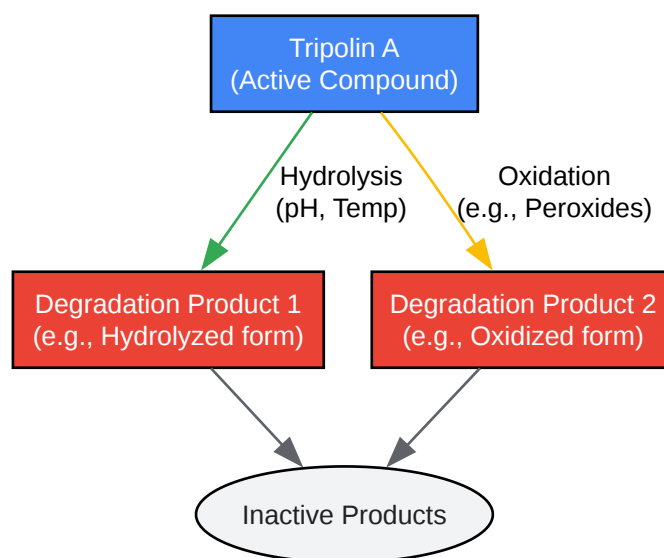 Tripolin A
(Active Compound)
Hydrolysis
(pH, Temp)
Oxidation
(e.g., Peroxides)
Degradation Product 1
(e.g., Hydrolyzed form)
Degradation Product 2
(e.g., Oxidized form)
Inactive Products